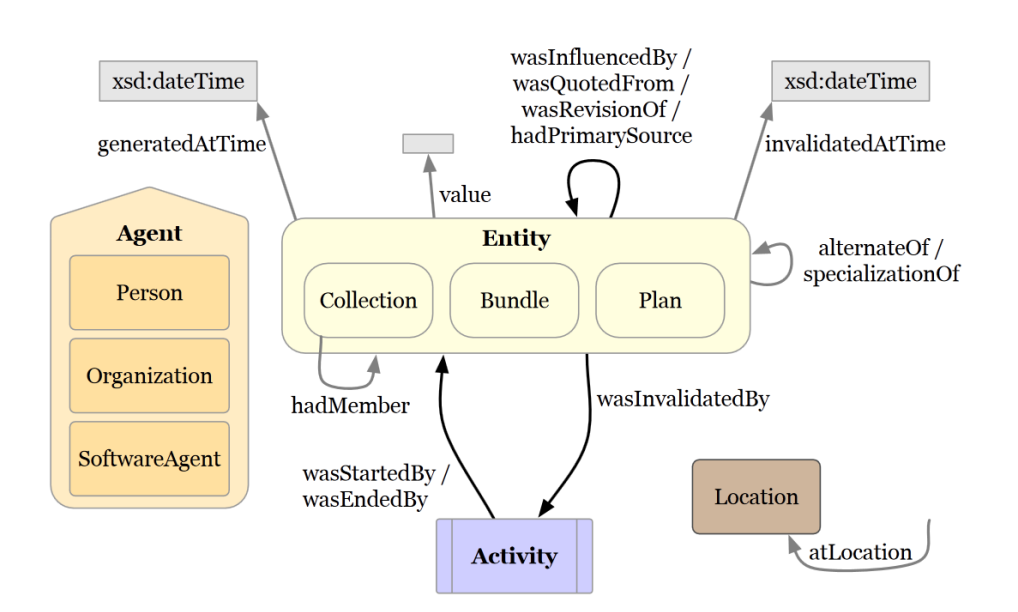 wasInfluencedBy /
wasQuotedFrom /
wasRevisionOf /
hadPrimarySource
xsd:dateTime
xsd:dateTime
generatedAtTime
invalidatedAtTime
value
Agent
Person
Organization
SoftwareAgent
Entity
Collection
Bundle
Plan
alternateOf /
specializationOf
hadMember
wasInvalidatedBy
wasStartedBy /
wasEndedBy
Activity
Location
atLocation